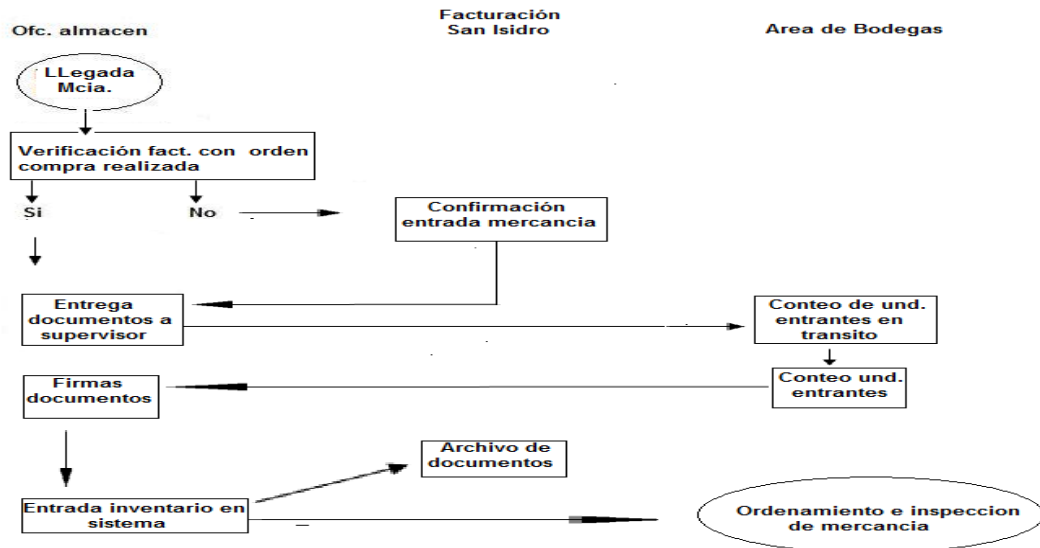 Facturación
San Isidro
Ofc. almacen
Area de Bodegas
LLegada
Mcia.
Verificación fact. con orden
compra realizada
Si
No
Confirmación
entrada mercancia
Entrega
documentos a
supervisor
Conteo de und.
entrantes en
transito
Firmas
documentos
Conteo und.
entrantes
Archivo de
documentos
Entrada inventario en
sistema
Ordenamiento e inspeccion
de mercancia